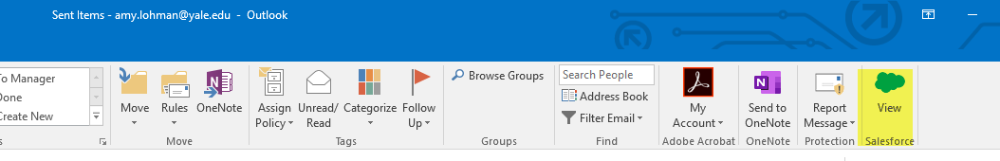 Sent Items - amy.lohman@yale.edu - Outlook
To Manager
Done
Create New
Move
Rules
OneNote
Assign
Policy
Unread/
Read
Categorize
Follow
Up
Browse Groups
Search People
Address Book
Filter Email
My
Account
Send to
OneNote
Report
Message
View
s
Move
Tags
Groups
Find
Adobe Acrobat
OneNote
Protection
Salesforce